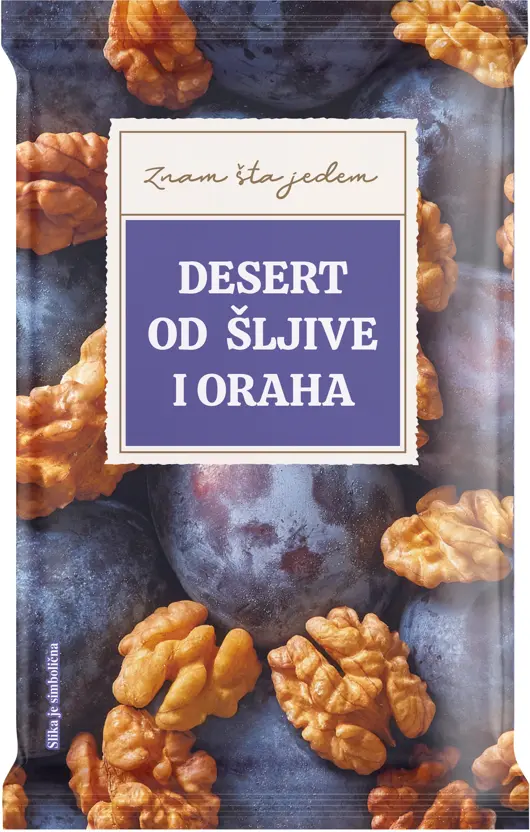 Znam šta jedem
DESERT
OD ŠLJIVE
I ORAHA
Slika je simbolična